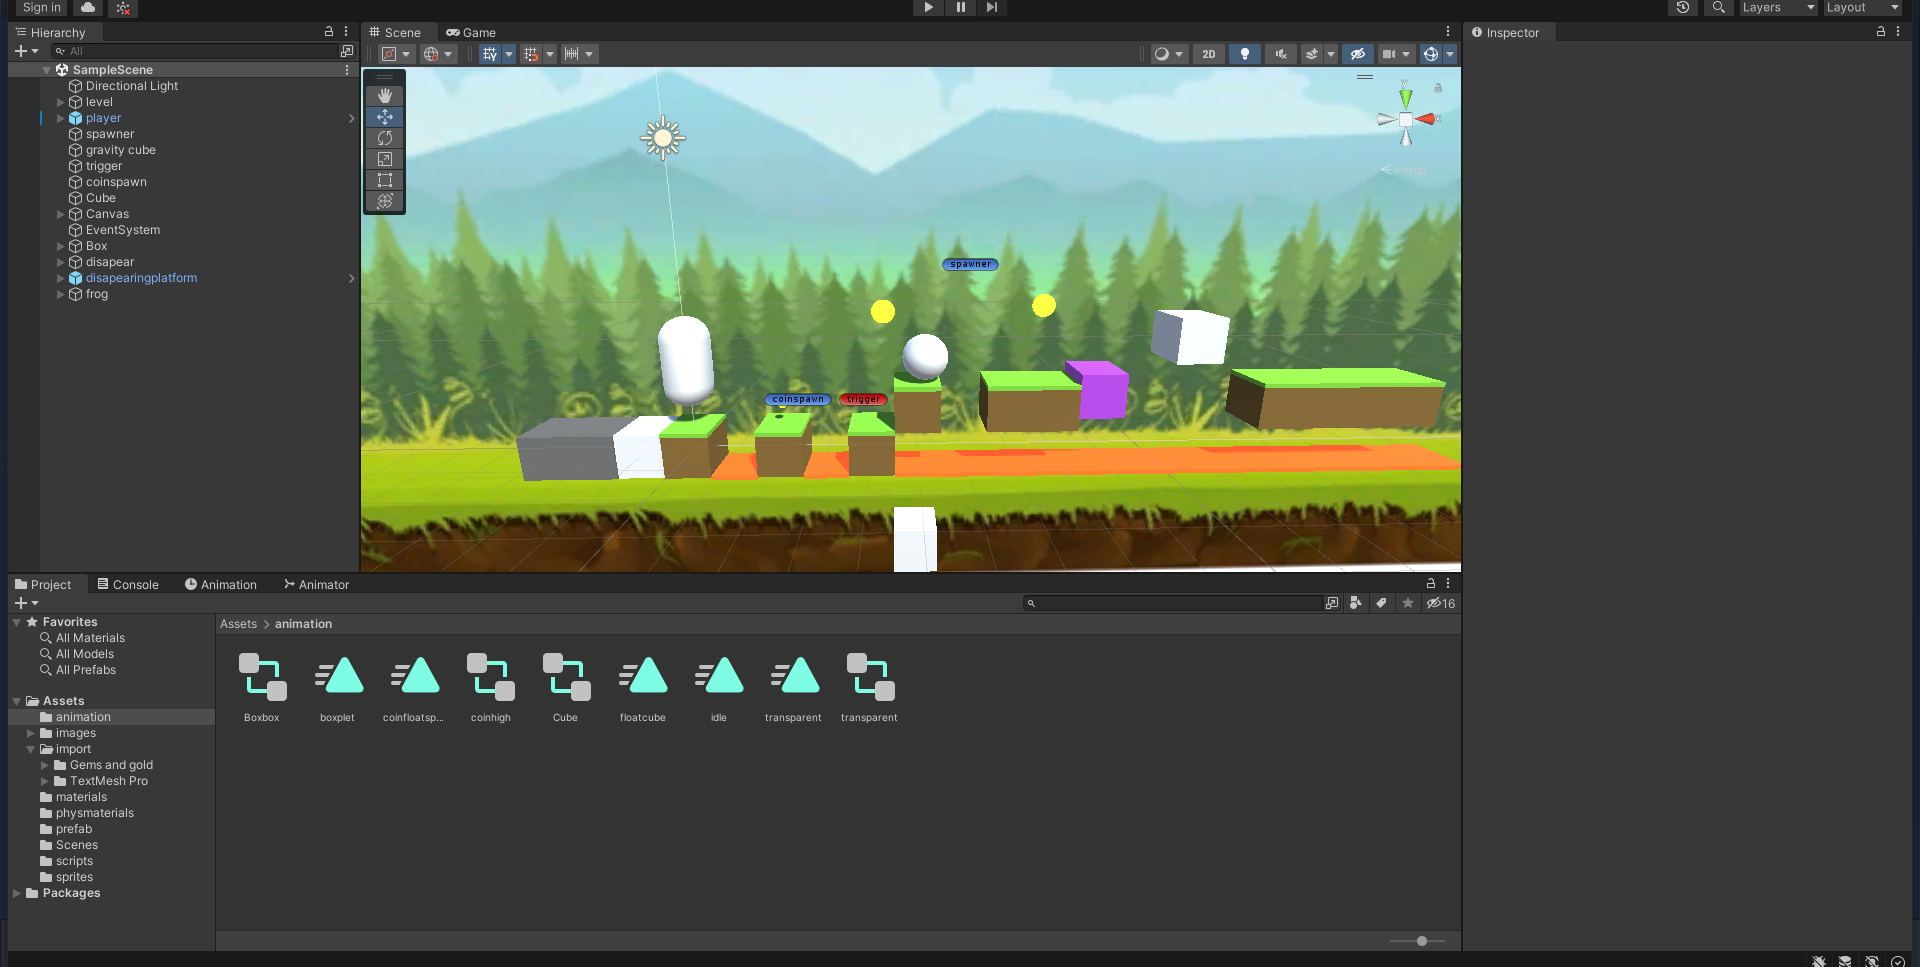 Sign in
Layers
Layout
Hierarchy
All
SampleScene
Directional Light
level
player
spawner
gravity cube
trigger
coinspawn
Cube
Canvas
EventSystem
Box
disapear
disapearingplatform
frog
Scene
Game
2D
y
Persp
spawner
coinspawn
trigger
Inspector
Project
Console
Animation
Animator
16
Favorites
All Materials
All Models
All Prefabs
Assets
animation
images
import
Gems and gold
TextMesh Pro
materials
physmaterials
prefab
Scenes
scripts
sprites
Packages
Assets > animation
Boxbox
boxplet
coinfloatsp...
coinhigh
Cube
floatcube
idle
transparent
transparent